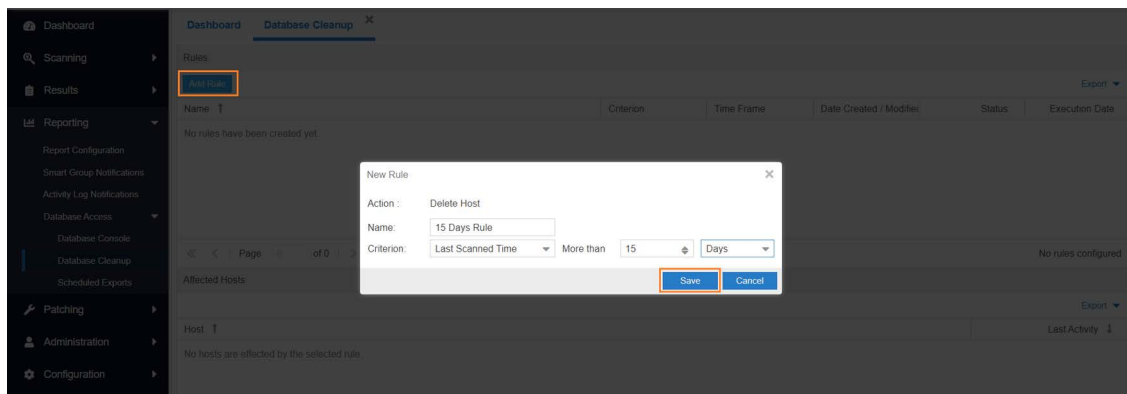 Dashboard
Scanning
Results
Reporting
Report Configuration
Smart Group Notifications
Activity Log Notifications
Database Access
Database Console
Database Cleanup
Scheduled Exports
Patching
Administration
Configuration
Dashboard Database Cleanup
Rules
Add Rule
Export
Name Criterion Time Frame Date Created / Modified Status Execution Date
No rules have been created yet.
New Rule
Action : Delete Host
Name: 15 Days Rule
Criterion: Last Scanned Time More than 15 Days
Save Cancel
Page of 0
No rules configured
Affected Hosts
Export
Host Last Activity
No hosts are effected by the selected rule.